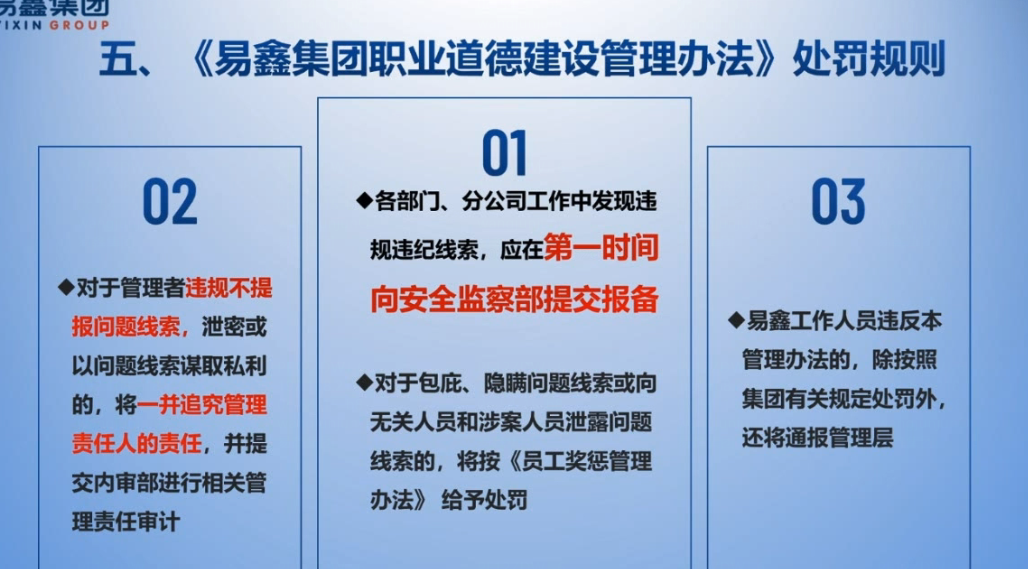 易鑫集团
YIXIN GROUP
五、《易鑫集团职业道德建设管理办法》处罚规则
01
◆各部门、分公司工作中发现违
规违纪线索，应在第一时间
向安全监察部提交报备
◆对于包庇、隐瞒问题线索或向
无关人员和涉案人员泄露问题
线索的，将按《员工奖惩管理
办法》 给予处罚
02
◆对于管理者违规不提
报问题线索，泄密或
以问题线索谋取私利
的，将一并追究管理
责任人的责任，并提
交内审部进行相关管
理责任审计
03
◆易鑫工作人员违反本
管理办法的，除按照
集团有关规定处罚外，
还将通报管理层